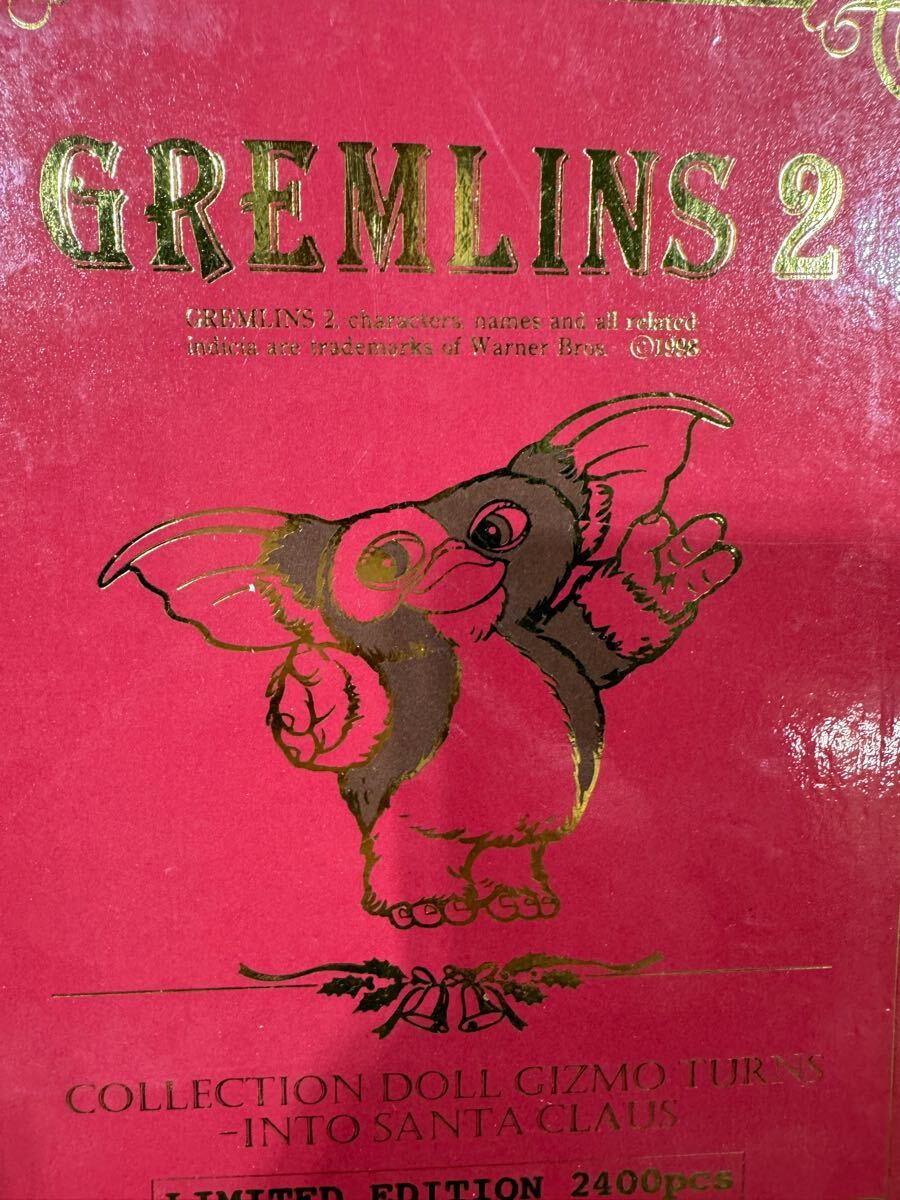 GREMLINS 2
GREMLINS 2, characters, names and all related
indicia are trademarks of Warner Bros. ©1998
COLLECTION DOLL GIZMO TURNS
-INTO SANTA CLAUS
LIMITED EDITION 2400pcs